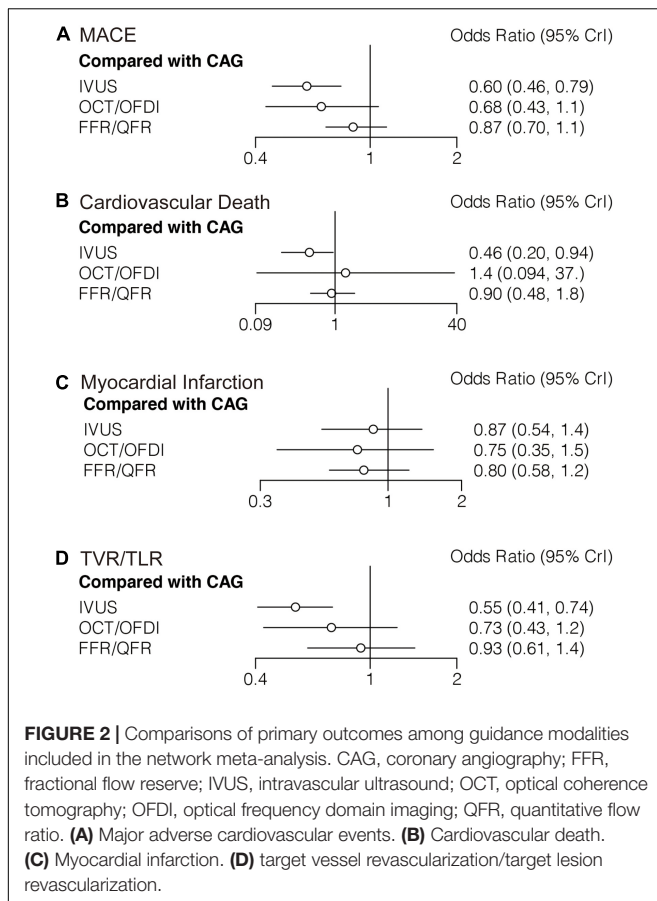 A MACE Odds Ratio (95% CrI)
Compared with CAG
IVUS 0.60 (0.46, 0.79)
OCT/OFDI 0.68 (0.43, 1.1)
FFR/QFR 0.87 (0.70, 1.1)
0.4 1 2
B Cardiovascular Death Odds Ratio (95% CrI)
Compared with CAG
IVUS 0.46 (0.20, 0.94)
OCT/OFDI 1.4 (0.094, 37.)
FFR/QFR 0.90 (0.48, 1.8)
0.09 1 40
C Myocardial Infarction Odds Ratio (95% CrI)
Compared with CAG
IVUS 0.87 (0.54, 1.4)
OCT/OFDI 0.75 (0.35, 1.5)
FFR/QFR 0.80 (0.58, 1.2)
0.3 1 2
D TVR/TLR Odds Ratio (95% CrI)
Compared with CAG
IVUS 0.55 (0.41, 0.74)
OCT/OFDI 0.73 (0.43, 1.2)
FFR/QFR 0.93 (0.61, 1.4)
0.4 1 2
FIGURE 2 | Comparisons of primary outcomes among guidance modalities
included in the network meta-analysis. CAG, coronary angiography; FFR,
fractional flow reserve; IVUS, intravascular ultrasound; OCT, optical coherence
tomography; OFDI, optical frequency domain imaging; QFR, quantitative flow
ratio. (A) Major adverse cardiovascular events. (B) Cardiovascular death.
(C) Myocardial infarction. (D) target vessel revascularization/target lesion
revascularization.